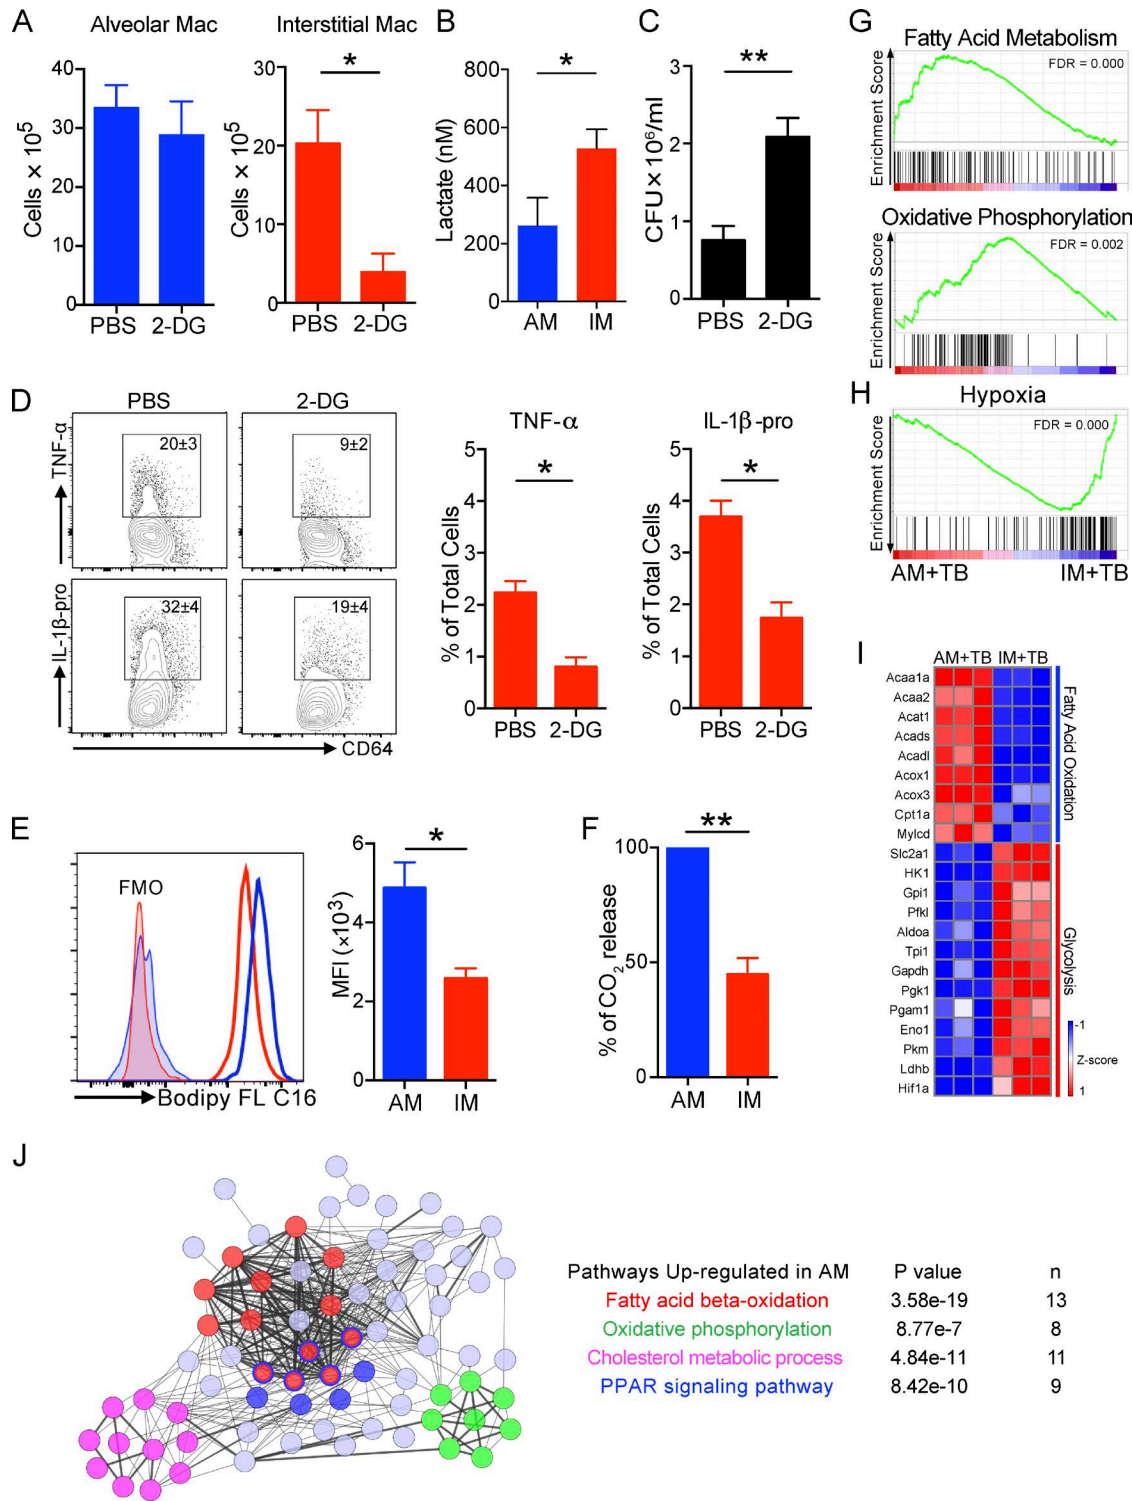 A
Alveolar Mac
Interstitial Mac
Cells × 10⁵
40
30
20
10
0
PBS 2-DG
Cells × 10⁵
30
20
10
0
*
PBS 2-DG
B
Lactate (nM)
800
600
400
200
0
*
AM IM
C
CFU × 10⁶/ml
3
2
1
0
**
PBS 2-DG
G
Fatty Acid Metabolism
Enrichment Score
FDR = 0.000
Oxidative Phosphorylation
Enrichment Score
FDR = 0.002
H
Hypoxia
Enrichment Score
FDR = 0.000
AM+TB IM+TB
D
PBS 2-DG
TNF-α
20±3
9±2
IL-1β-pro
32±4
19±4
CD64
TNF-α
% of Total Cells
5
4
3
2
1
0
*
PBS 2-DG
IL-1β-pro
% of Total Cells
5
4
3
2
1
0
*
PBS 2-DG
I
AM+TB IM+TB
Acaa1a
Acaa2
Acat1
Acads
Acadl
Acox1
Acox3
Cpt1a
Mylcd
Slc2a1
HK1
Gpi1
Pfkl
Aldoa
Tpi1
Gapdh
Pgk1
Pgam1
Eno1
Pkm
Ldhb
Hif1a
Fatty Acid Oxidation
Glycolysis
-1
Z-score
1
E
FMO
Bodipy FL C16
MFI (×10³)
6
4
2
0
*
AM IM
F
% of CO₂ release
100
50
0
**
AM IM
J
Pathways Up-regulated in AM P value n
Fatty acid beta-oxidation 3.58e-19 13
Oxidative phosphorylation 8.77e-7 8
Cholesterol metabolic process 4.84e-11 11
PPAR signaling pathway 8.42e-10 9